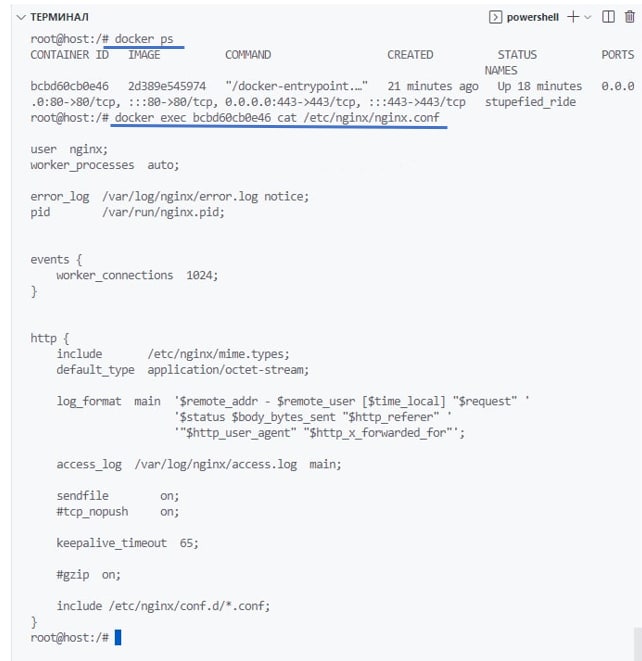 ТЕРМИНАЛ powershell
root@host:/# docker ps
CONTAINER ID   IMAGE          COMMAND                  CREATED          STATUS          PORTS
NAMES
bcbd60cb0e46   2d389e545974   "/docker-entrypoint.…"   21 minutes ago   Up 18 minutes   0.0.0
.0:80->80/tcp, :::80->80/tcp, 0.0.0.0:443->443/tcp, :::443->443/tcp   stupefied_ride
root@host:/# docker exec bcbd60cb0e46 cat /etc/nginx/nginx.conf
user  nginx;
worker_processes  auto;
error_log  /var/log/nginx/error.log notice;
pid        /var/run/nginx.pid;
events {
    worker_connections  1024;
}
http {
    include       /etc/nginx/mime.types;
    default_type  application/octet-stream;
    log_format  main  '$remote_addr - $remote_user [$time_local] "$request" '
                      '$status $body_bytes_sent "$http_referer" '
                      '"$http_user_agent" "$http_x_forwarded_for"';
    access_log  /var/log/nginx/access.log  main;
    sendfile        on;
    #tcp_nopush     on;
    keepalive_timeout  65;
    #gzip  on;
    include /etc/nginx/conf.d/*.conf;
}
root@host:/#